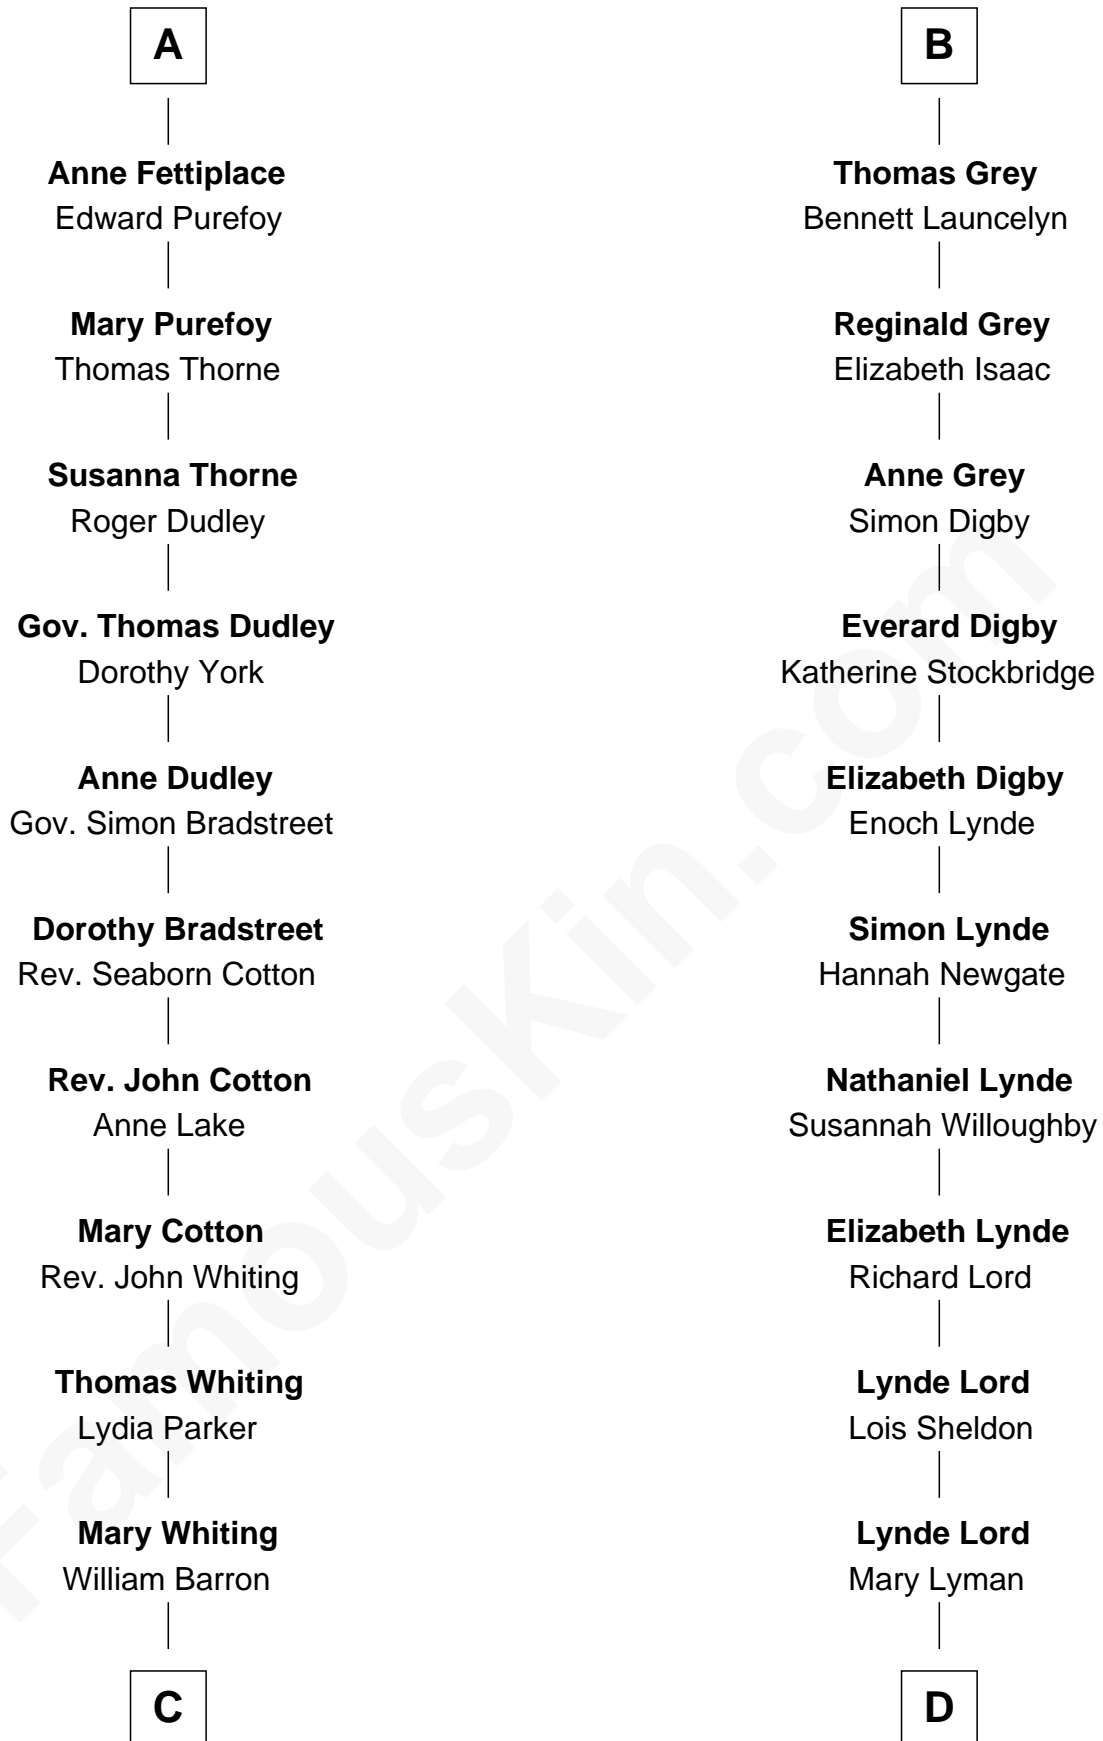 A
Anne Fettiplace
Edward Purefoy
Mary Purefoy
Thomas Thorne
Susanna Thorne
Roger Dudley
Gov. Thomas Dudley
Dorothy York
Anne Dudley
Gov. Simon Bradstreet
Dorothy Bradstreet
Rev. Seaborn Cotton
Rev. John Cotton
Anne Lake
Mary Cotton
Rev. John Whiting
Thomas Whiting
Lydia Parker
Mary Whiting
William Barron
C
B
Thomas Grey
Bennett Launcelyn
Reginald Grey
Elizabeth Isaac
Anne Grey
Simon Digby
Everard Digby
Katherine Stockbridge
Elizabeth Digby
Enoch Lynde
Simon Lynde
Hannah Newgate
Nathaniel Lynde
Susannah Willoughby
Elizabeth Lynde
Richard Lord
Lynde Lord
Lois Sheldon
Lynde Lord
Mary Lyman
D
FamousKin.com